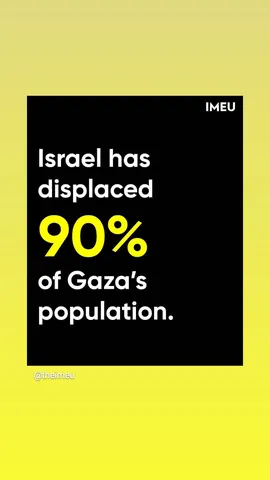 IMEU
Israel has
displaced
90%
of Gaza's
population.
@theimeu